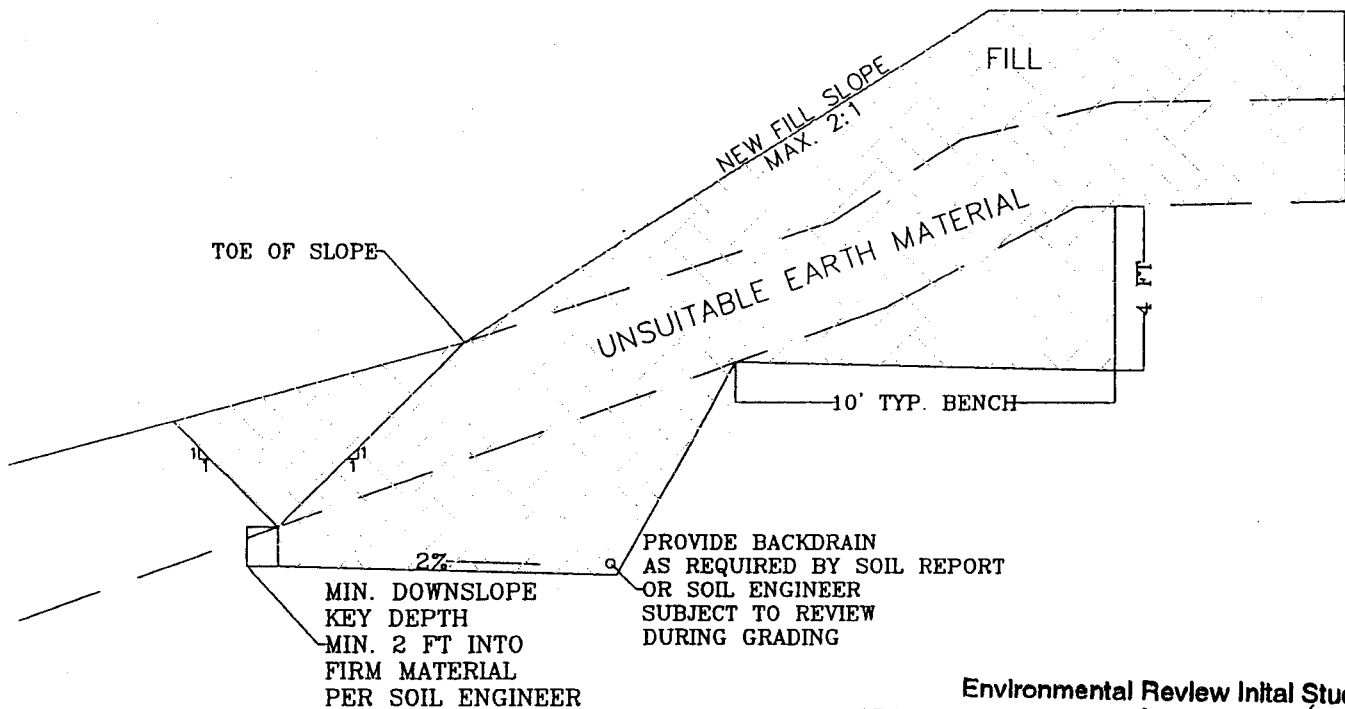 FILL
NEW FILL SLOPE
MAX. 2:1
TOE OF SLOPE
UNSUITABLE EARTH MATERIAL
4 FT
10' TYP. BENCH
1
1
1
1
2%
PROVIDE BACKDRAIN
AS REQUIRED BY SOIL REPORT
OR SOIL ENGINEER
SUBJECT TO REVIEW
DURING GRADING
MIN. DOWNSLOPE
KEY DEPTH
MIN. 2 FT INTO
FIRM MATERIAL
PER SOIL ENGINEER
Environmental Review Inital